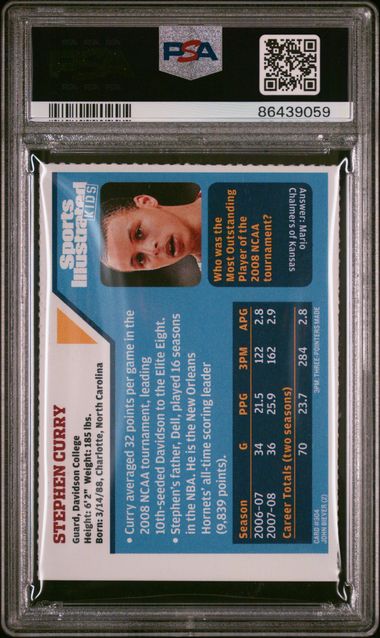 PSA
86439059
Sports
Illustrated
KIDS
Who was the
Most Outstanding
Player of the
2008 NCAA
tournament?
Answer: Mario
Chalmers of Kansas
STEPHEN CURRY
Guard, Davidson College
Height: 6'2" Weight: 185 lbs.
Born: 3/14/88, Charlotte, North Carolina
• Curry averaged 32 points per game in the
2008 NCAA tournament, leading
10th-seeded Davidson to the Elite Eight.
• Stephen's father, Dell, played 16 seasons
in the NBA. He is the New Orleans
Hornets' all-time scoring leader
(9,839 points).
Season G PPG 3PM APG
2006-07 34 21.5 122 2.8
2007-08 36 25.9 162 2.9
Career Totals (two seasons)
70 23.7 284 2.8
3PM: THREE-POINTERS MADE
CARD #304
JOHN BIEVER (2)